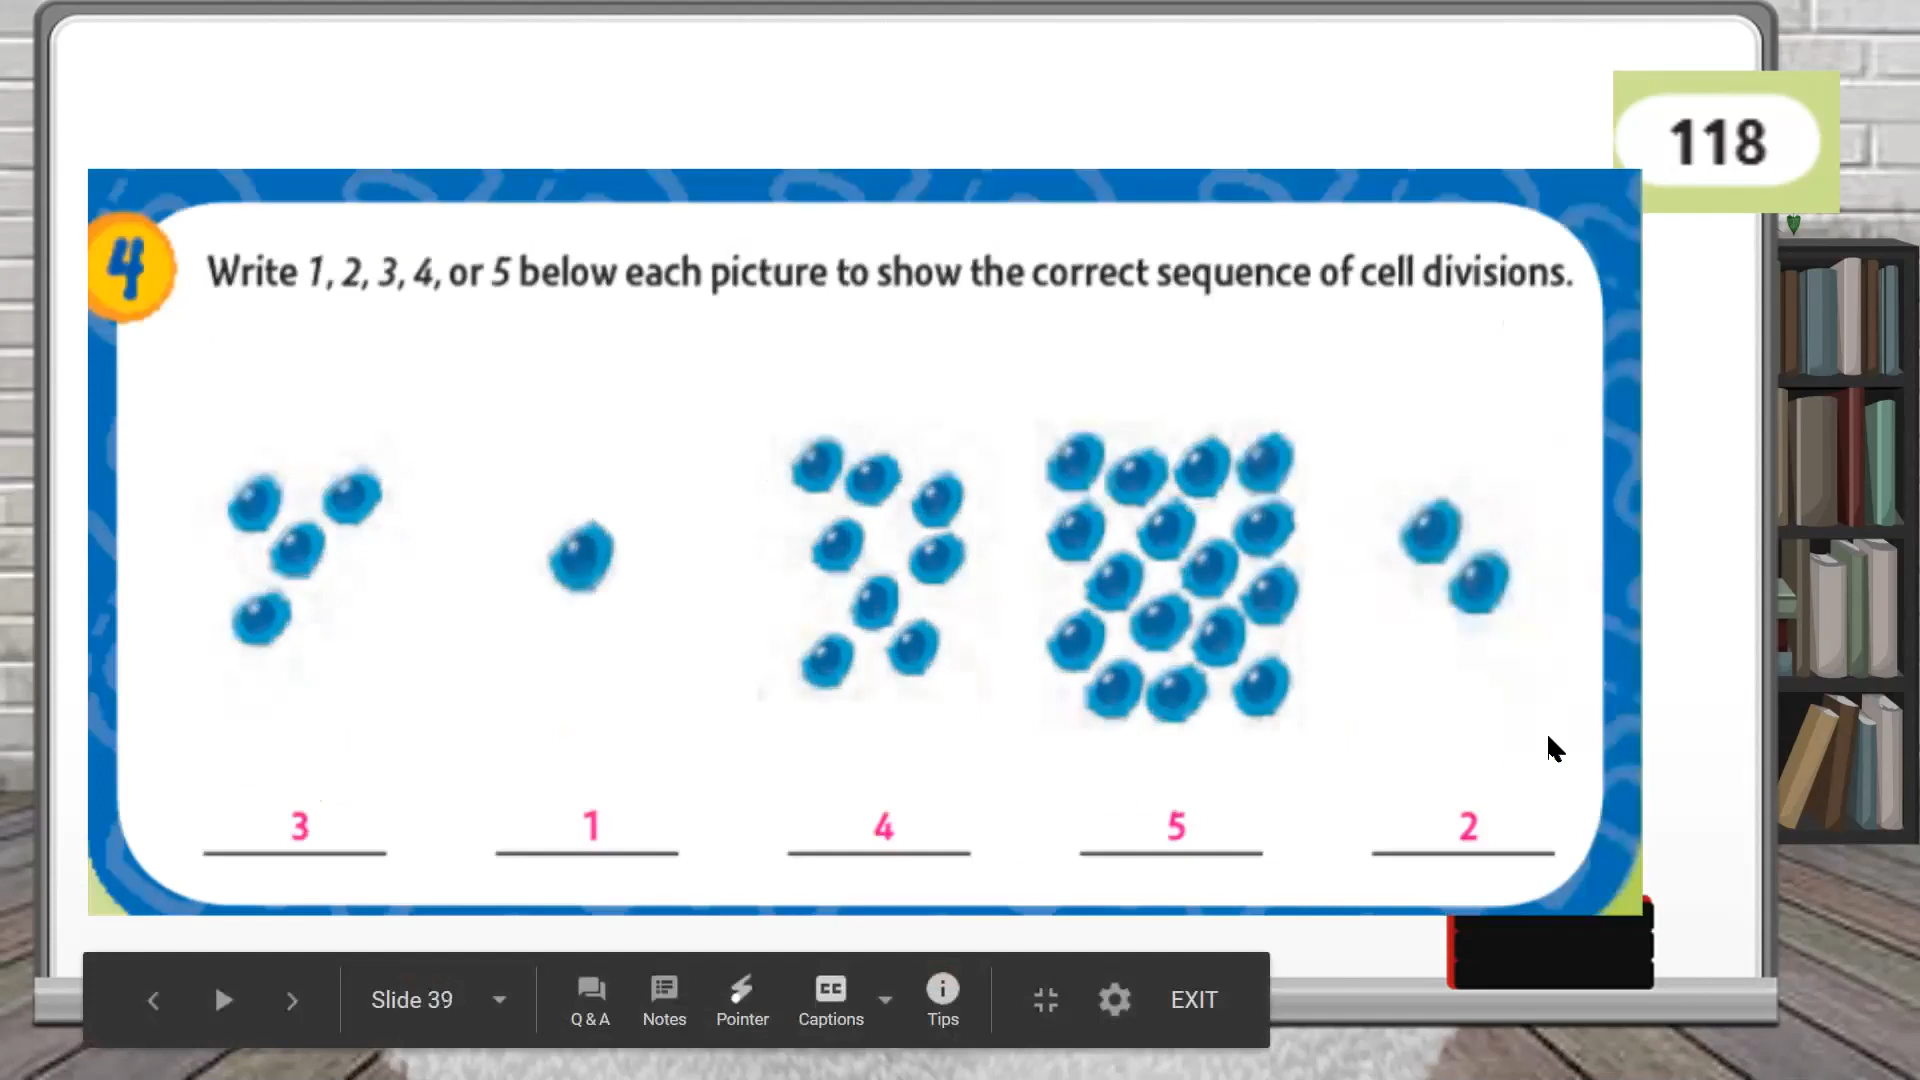 118
4
Write 1, 2, 3, 4, or 5 below each picture to show the correct sequence of cell divisions.
3 1 4 5 2
Slide 39
Q & A Notes Pointer Captions Tips
CC
EXIT